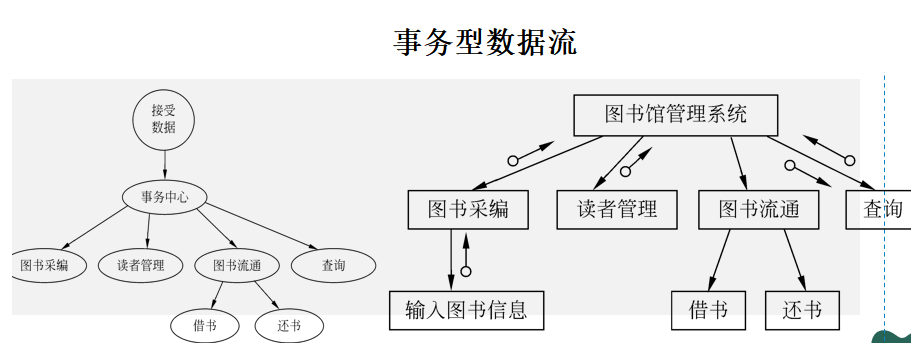 事务型数据流
接受
数据
事务中心
图书采编
读者管理
图书流通
查询
借书
还书
图书馆管理系统
图书采编
读者管理
图书流通
查询
输入图书信息
借书
还书